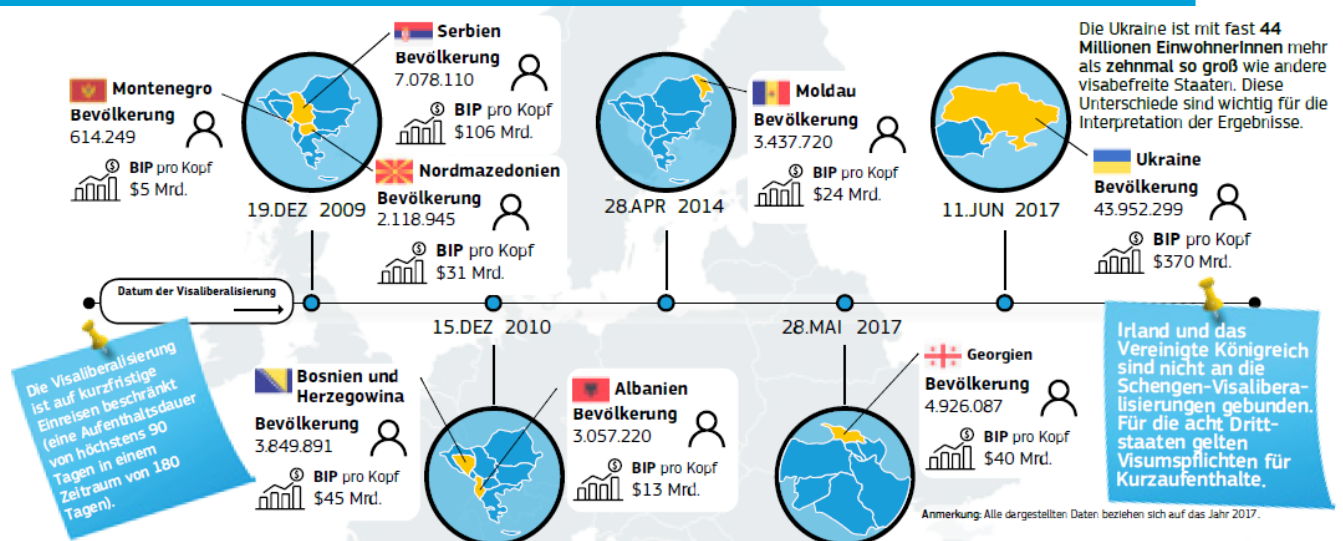 Serbien
Bevölkerung
7.078.110
BIP pro Kopf
$106 Mrd.
Montenegro
Bevölkerung
614.249
BIP pro Kopf
$5 Mrd.
Nordmazedonien
Bevölkerung
2.118.945
BIP pro Kopf
$31 Mrd.
19.DEZ 2009
Moldau
Bevölkerung
3.437.720
BIP pro Kopf
$24 Mrd.
28.APR 2014
Die Ukraine ist mit fast 44
Millionen EinwohnerInnen mehr
als zehnmal so groß wie andere
visabefreite Staaten. Diese
Unterschiede sind wichtig für die
Interpretation der Ergebnisse.
Ukraine
Bevölkerung
43.952.299
BIP pro Kopf
$370 Mrd.
11.JUN 2017
Datum der Visaliberalisierung
15.DEZ 2010
28.MAI 2017
Die Visaliberalisierung
ist auf kurzfristige
Einreisen beschränkt
(eine Aufenthaltsdauer
von höchstens 90
Tagen in einem
Zeitraum von 180
Tagen).
Bosnien und
Herzegowina
Bevölkerung
3.849.891
BIP pro Kopf
$45 Mrd.
Albanien
Bevölkerung
3.057.220
BIP pro Kopf
$13 Mrd.
Georgien
Bevölkerung
4.926.087
BIP pro Kopf
$40 Mrd.
Irland und das
Vereinigte Königreich
sind nicht an die
Schengen-Visalibera-
lisierungen gebunden.
Für die acht Dritt-
staaten gelten
Visumspflichten für
Kurzaufenthalte.
Anmerkung: Alle dargestellten Daten beziehen sich auf das Jahr 2017.